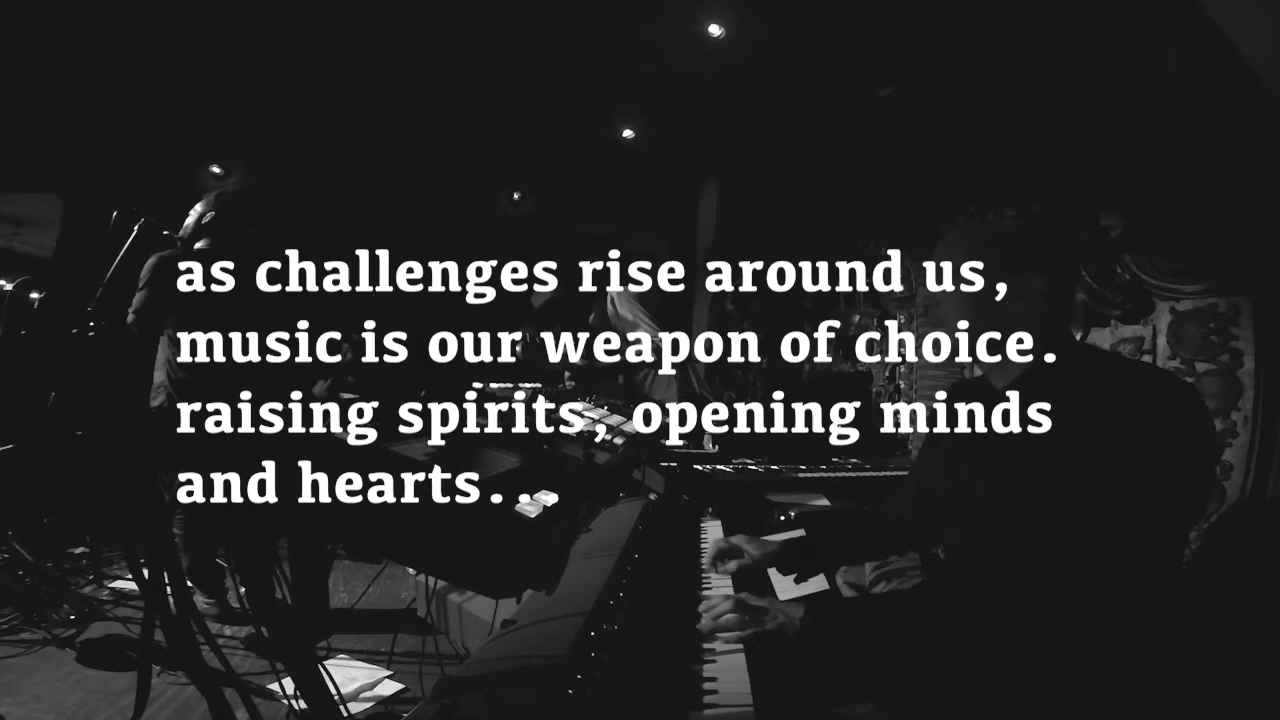 as challenges rise around us,
music is our weapon of choice.
raising spirits, opening minds
and hearts...